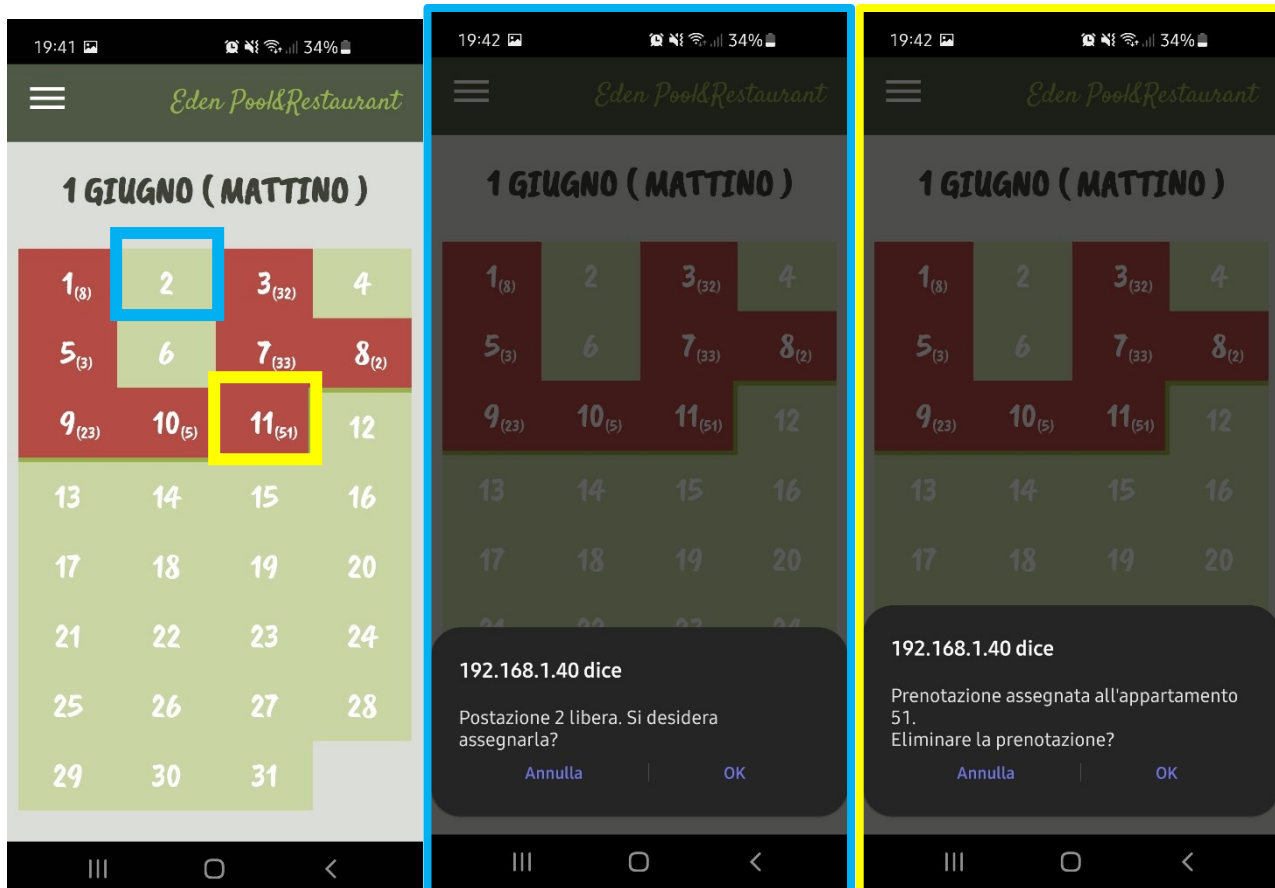 19:41 34%
Eden Pool&Restaurant
1 GIUGNO ( MATTINO )
1(8) 2 3(32) 4
5(3) 6 7(33) 8(2)
9(23) 10(5) 11(51) 12
13 14 15 16
17 18 19 20
21 22 23 24
25 26 27 28
29 30 31
19:42 34%
Eden Pool&Restaurant
1 GIUGNO ( MATTINO )
1(8) 2 3(32) 4
5(3) 6 7(33) 8(2)
9(23) 10(5) 11(51) 12
13 14 15 16
17 18 19 20
21 22 23 24
192.168.1.40 dice
Postazione 2 libera. Si desidera
assegnarla?
Annulla OK
19:42 34%
Eden Pool&Restaurant
1 GIUGNO ( MATTINO )
1(8) 2 3(32) 4
5(3) 6 7(33) 8(2)
9(23) 10(5) 11(51) 12
13 14 15 16
17 18 19 20
192.168.1.40 dice
Prenotazione assegnata all'appartamento
51.
Eliminare la prenotazione?
Annulla OK